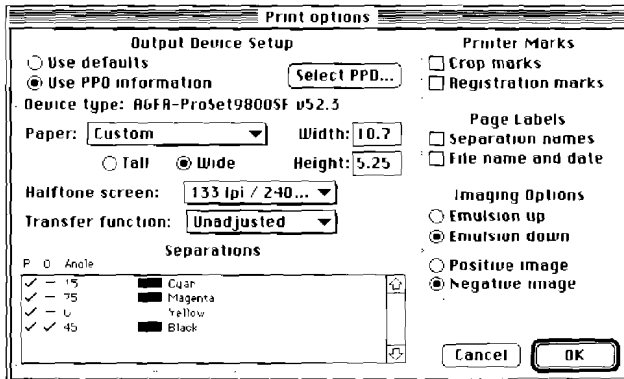 Print options
Output Device Setup
Use defaults
Use PPD information
Select PPD...
Device type: AGFA-ProSet9800SF v52.3
Paper: Custom
Width: 10.7
Tall
Wide
Height: 5.25
Halftone screen: 133 lpi / 240...
Transfer function: Unadjusted
Separations
P O Angle
15 Cyan
75 Magenta
0 Yellow
45 Black
Printer Marks
Crop marks
Registration marks
Page Labels
Separation names
File name and date
Imaging Options
Emulsion up
Emulsion down
Positive image
Negative image
Cancel
OK